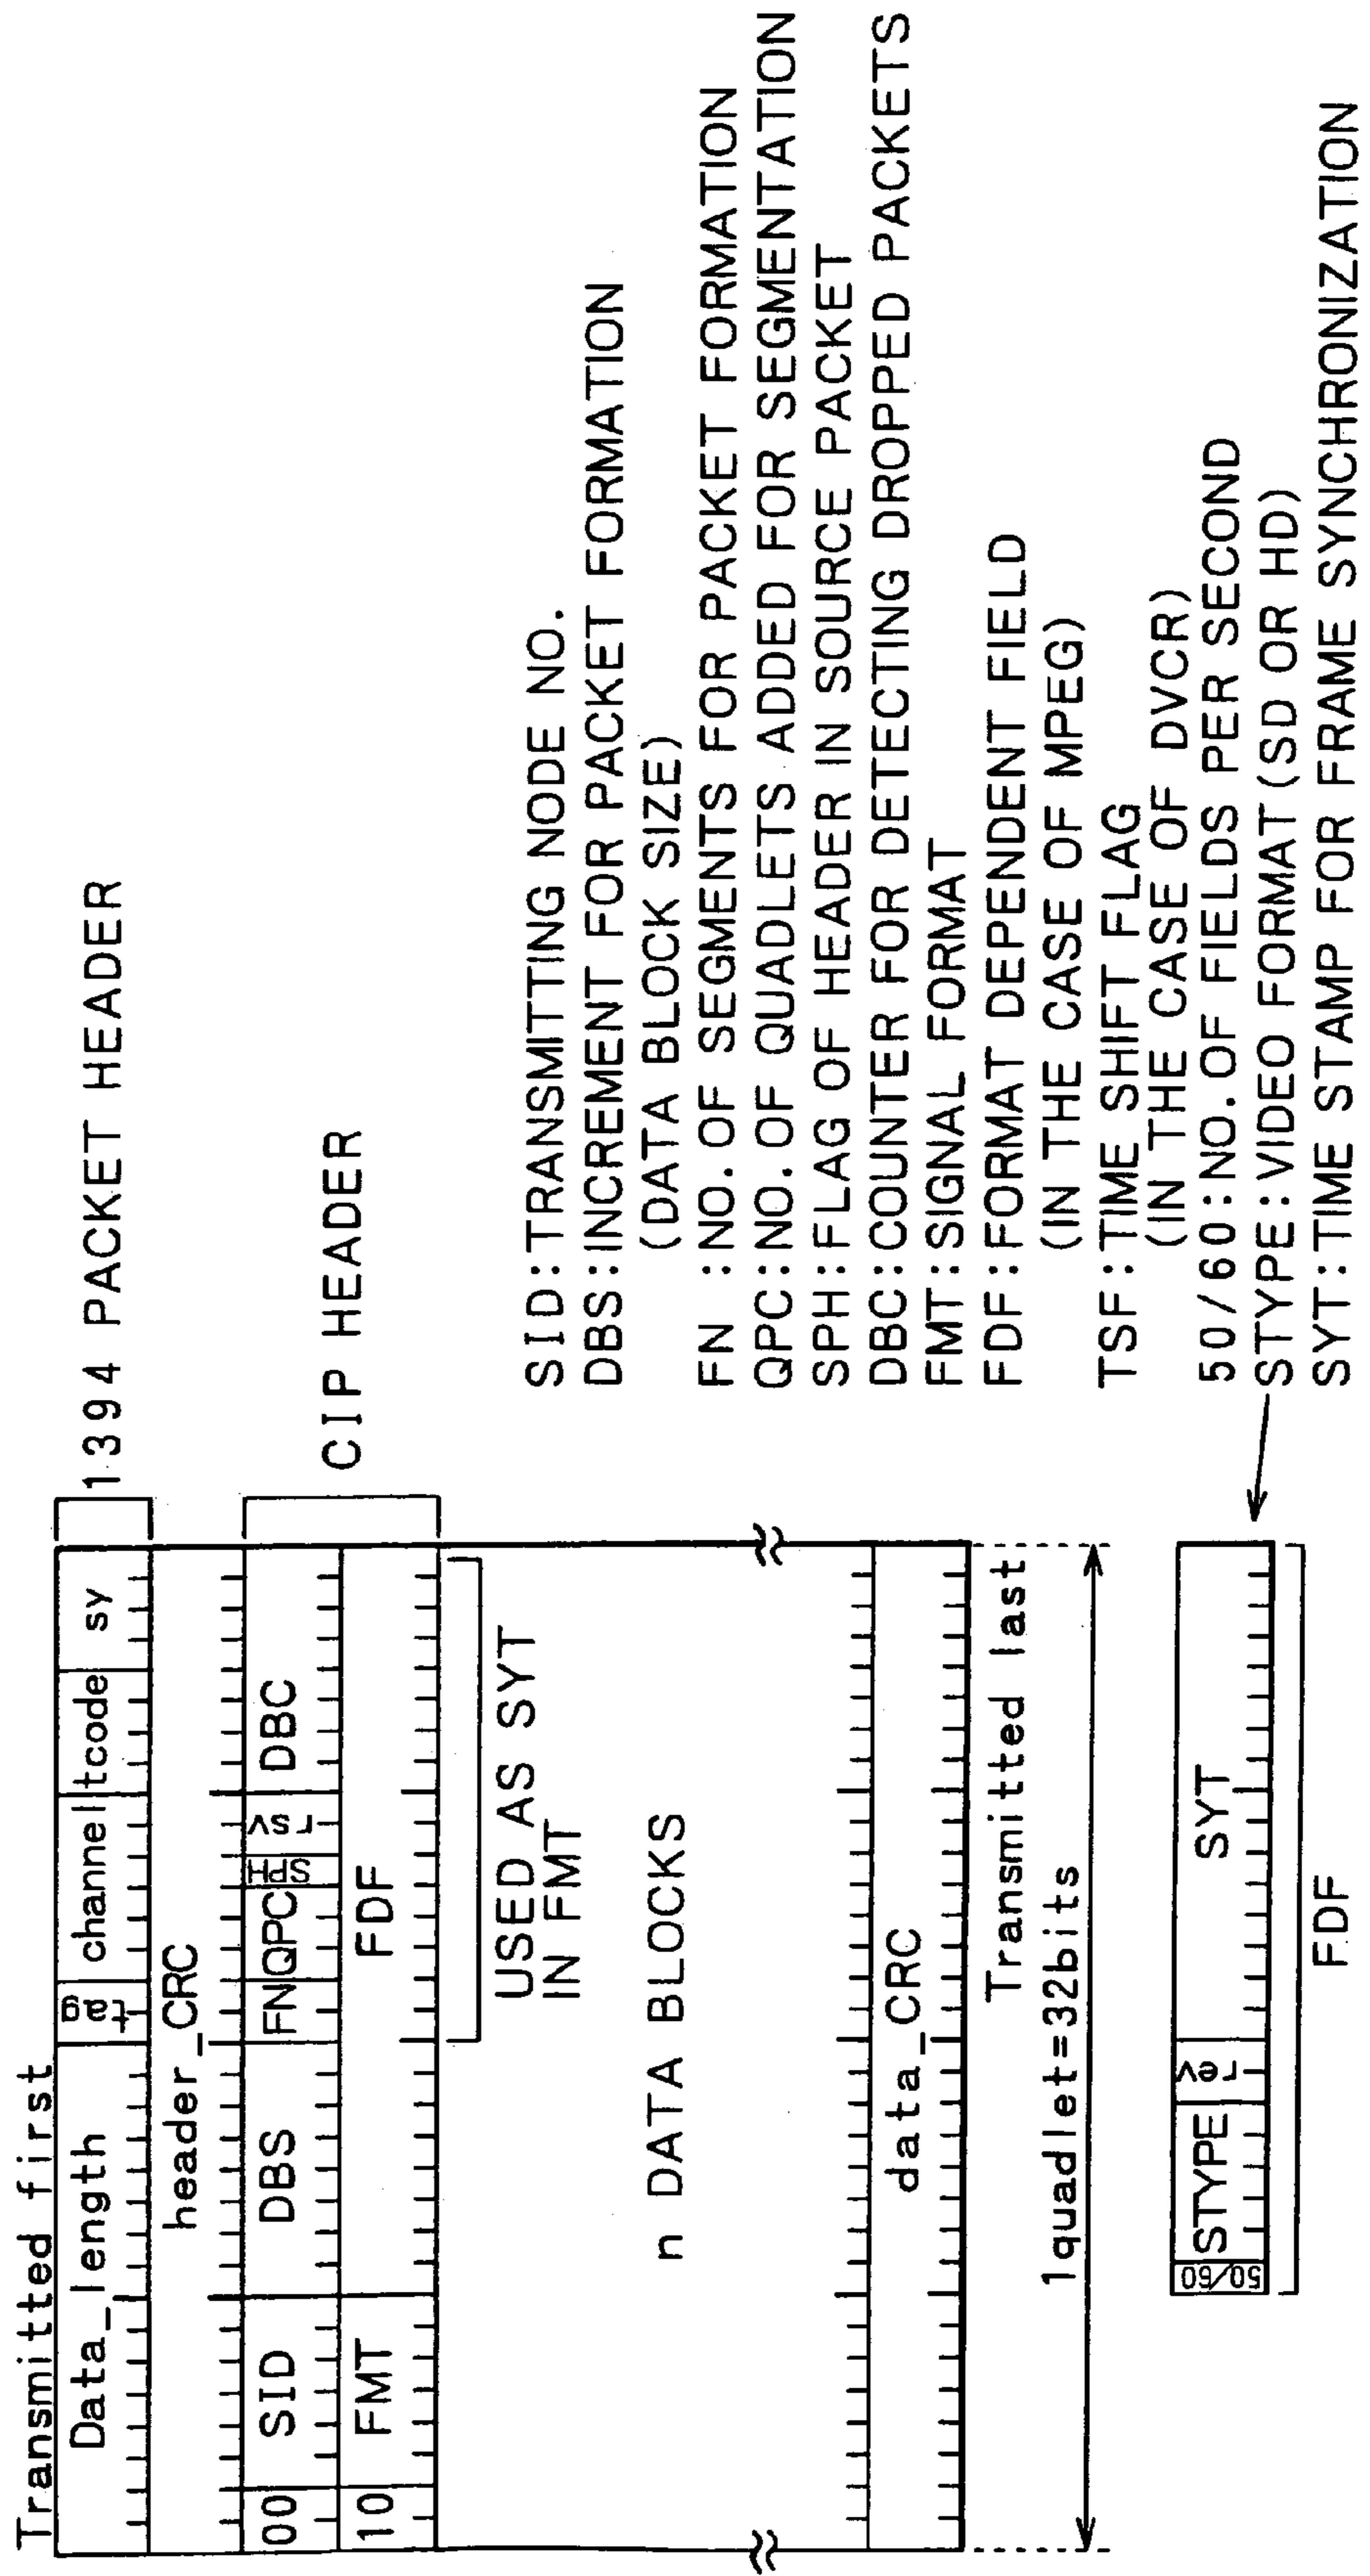 Transmitted first
Data_length tag channel tcode sy
1394 PACKET HEADER
header_CRC
00 SID DBS FN QPC SPH rsv DBC
10 FMT FDF
CIP HEADER
USED AS SYT
IN FMT
n DATA BLOCKS
data_CRC
Transmitted last
1quadlet=32bits
50/60 STYPE rev SYT
FDF
SID:TRANSMITTING NODE NO.
DBS:INCREMENT FOR PACKET FORMATION
(DATA BLOCK SIZE)
FN :NO.OF SEGMENTS FOR PACKET FORMATION
QPC:NO.OF QUADLETS ADDED FOR SEGMENTATION
SPH:FLAG OF HEADER IN SOURCE PACKET
DBC:COUNTER FOR DETECTING DROPPED PACKETS
FMT:SIGNAL FORMAT
FDF:FORMAT DEPENDENT FIELD
(IN THE CASE OF MPEG)
TSF:TIME SHIFT FLAG
(IN THE CASE OF DVCR)
50/60:NO.OF FIELDS PER SECOND
STYPE:VIDEO FORMAT(SD OR HD)
SYT:TIME STAMP FOR FRAME SYNCHRONIZATION